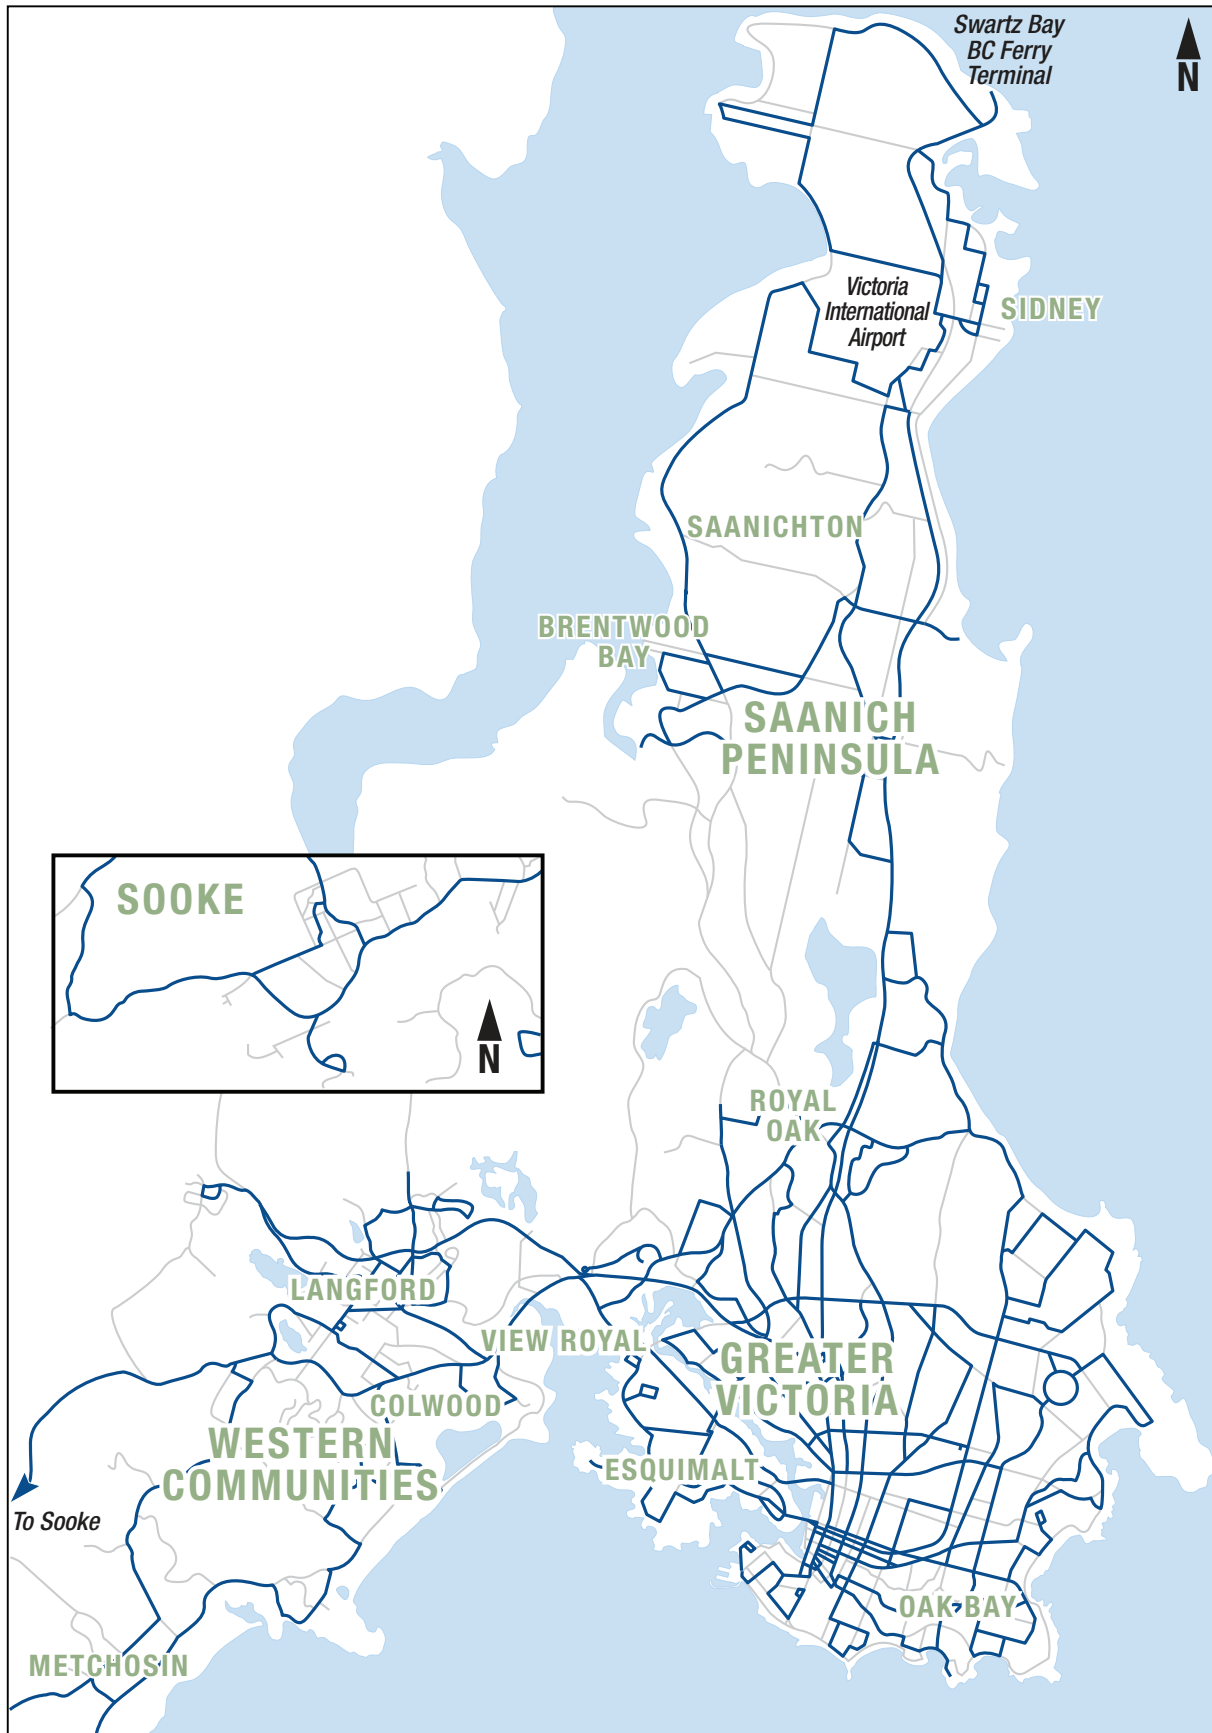 Swartz Bay
BC Ferry
Terminal
N
Victoria
International
Airport
SIDNEY
SAANICHTON
BRENTWOOD
BAY
SAANICH
PENINSULA
SOOKE
N
ROYAL
OAK
LANGFORD
VIEW ROYAL
GREATER
VICTORIA
COLWOOD
WESTERN
COMMUNITIES
ESQUIMALT
To Sooke
OAK BAY
METCHOSIN